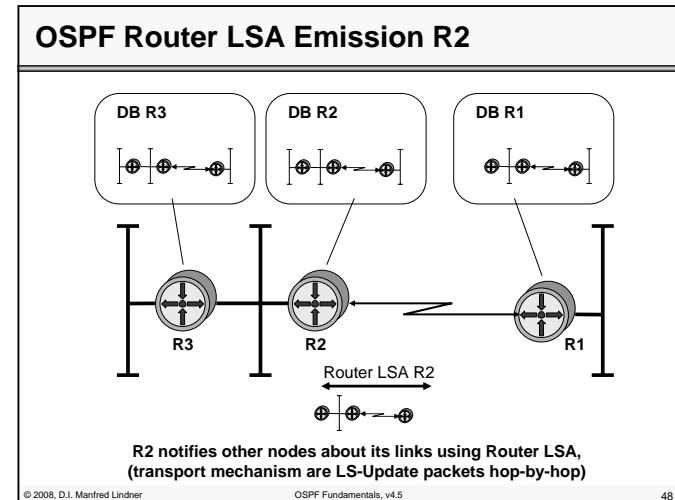 OSPF Router LSA Emission R2
DB R3
DB R2
DB R1
R3
R2
R1
Router LSA R2
R2 notifies other nodes about its links using Router LSA,
(transport mechanism are LS-Update packets hop-by-hop)
© 2008, D.I. Manfred Lindner
OSPF Fundamentals, v4.5
48